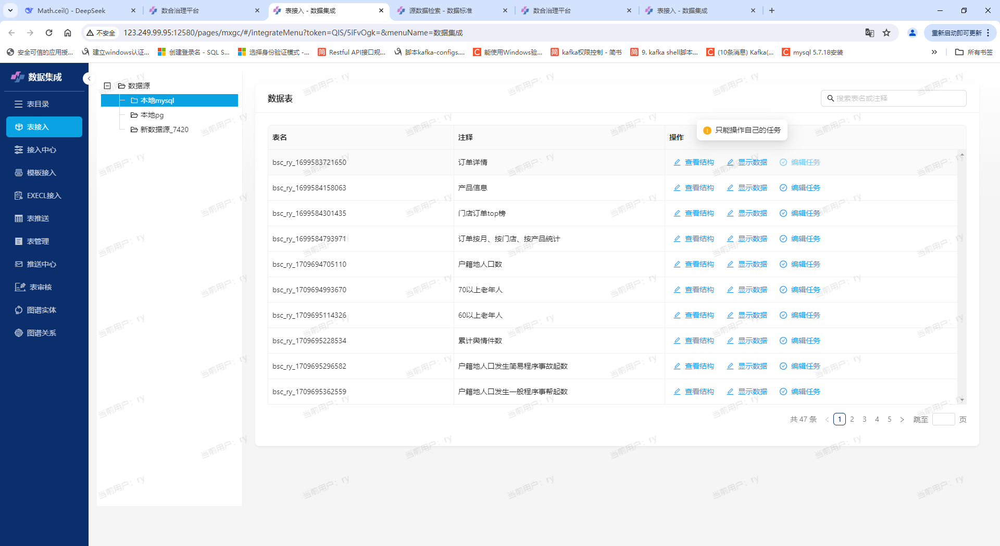 Math.ceil() - DeepSeek
数合治理平台
表接入 - 数据集成
源数据检索 - 数据标准
数合治理平台
表接入 - 数据集成
不安全
123.249.99.95:12580/pages/mxgc/#/integrateMenu?token=QIS/5iFvOgk=&menuName=数据集成
重新启动即可更新
安全可信的应用授...
建立windows认证...
创建登录名 - SQL S...
选择身份验证模式 -...
Restful API接口规...
脚本kafka-configs....
能使用Windows验...
kafka权限控制 - 简书
9. kafka shell脚本...
(10条消息) Kafka(...
mysql 5.7.18安装
所有书签
数据集成
表目录
表接入
接入中心
模板接入
EXECL接入
表推送
表管理
推送中心
表审核
图谱实体
图谱关系
数据源
本地mysql
本地pg
新数据源_7420
数据表
搜索表名或注释
只能操作自己的任务
表名 注释 操作
bsc_ry_1699583721650 订单详情 查看结构 显示数据 编辑任务
bsc_ry_1699584158063 产品信息 查看结构 显示数据 编辑任务
bsc_ry_1699584301435 门店订单top榜 查看结构 显示数据 编辑任务
bsc_ry_1699584793971 订单按月、按门店、按产品统计 查看结构 显示数据 编辑任务
bsc_ry_1709694705110 户籍地人口数 查看结构 显示数据 编辑任务
bsc_ry_1709694993670 70以上老年人 查看结构 显示数据 编辑任务
bsc_ry_1709695114326 60以上老年人 查看结构 显示数据 编辑任务
bsc_ry_1709695228534 累计舆情件数 查看结构 显示数据 编辑任务
bsc_ry_1709695296582 户籍地人口发生简易程序事故起数 查看结构 显示数据 编辑任务
bsc_ry_1709695362559 户籍地人口发生一般程序事帮起数 查看结构 显示数据 编辑任务
共 47 条 1 2 3 4 5 跳至 页
当前用户：ry